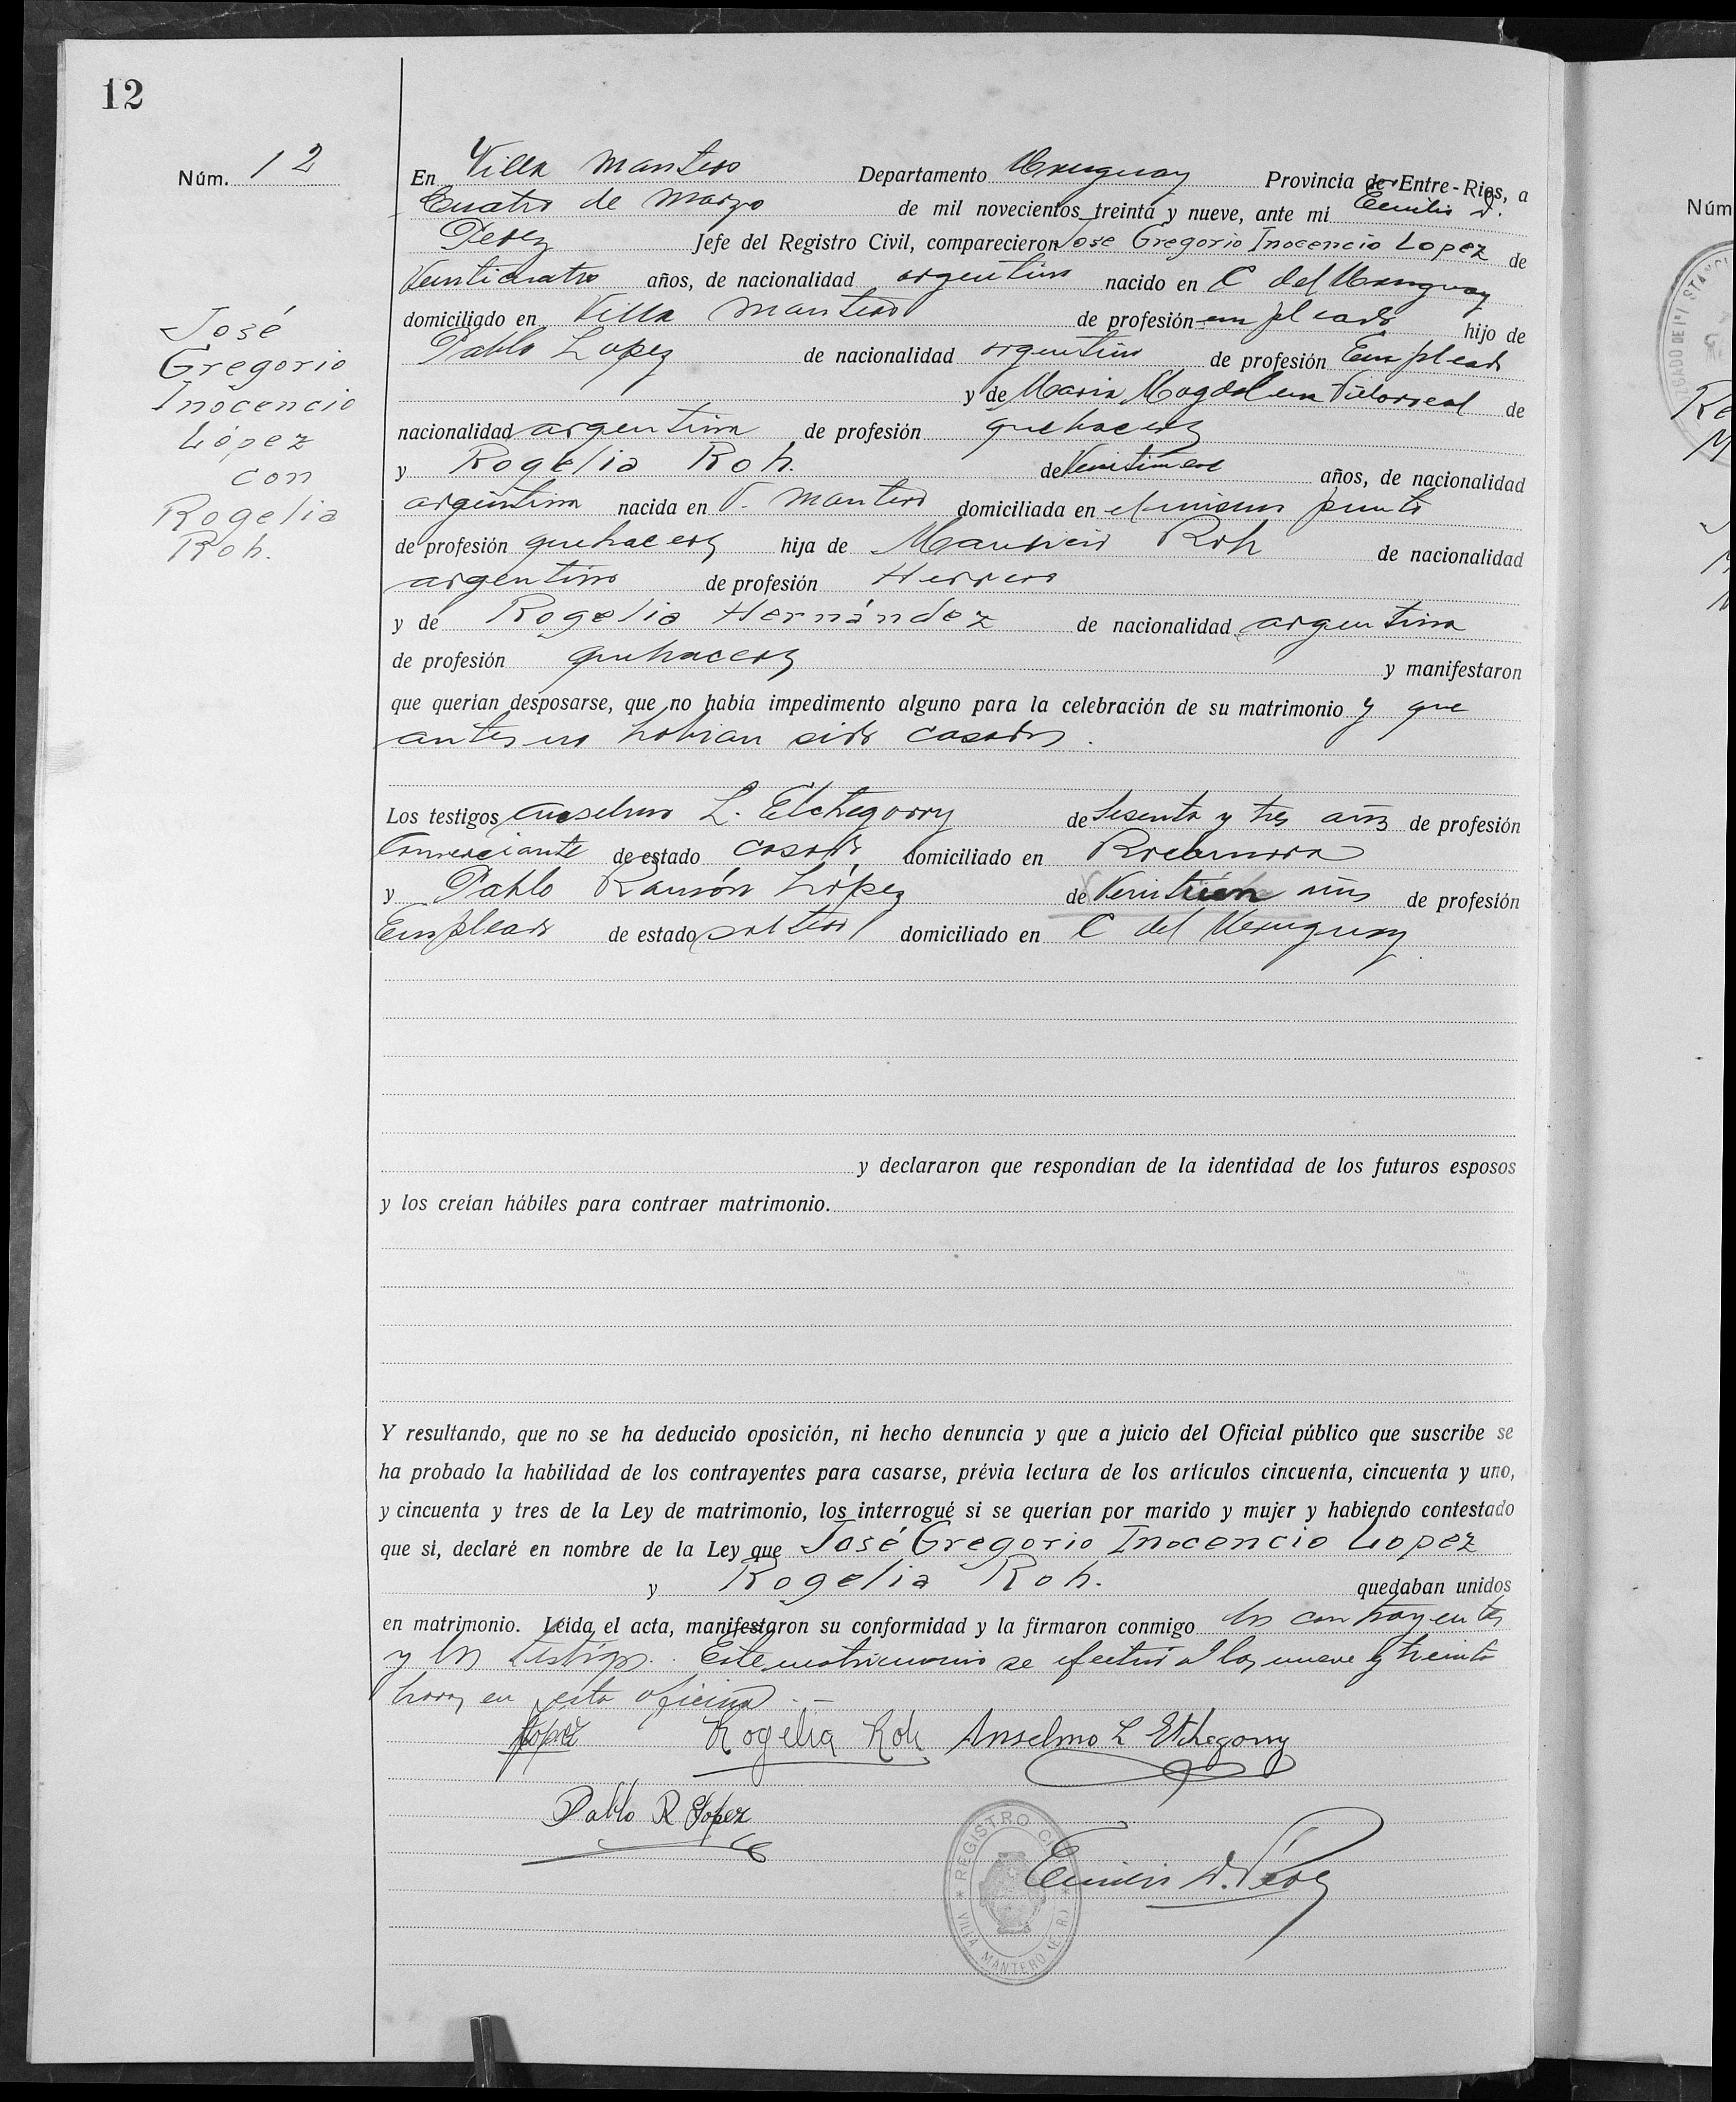 12
Núm. 12
José
Gregorio
Inocencio
López
con
Rogelia
Roh.
En Villa Mantero Departamento Uruguay Provincia de Entre-Rios, a
Cuatro de Marzo de mil novecientos treinta y nueve, ante mi Emilio D.
Perez Jefe del Registro Civil, comparecieron Jose Gregorio Inocencio Lopez de
Veinticuatro años, de nacionalidad argentino nacido en C del Uruguay
domiciliado en Villa Mantero de profesión empleado hijo de
Pablo Lopez de nacionalidad argentino de profesión Empleado
y de Maria Magdalena Villarreal de
nacionalidad argentina de profesión quehaceres
y Rogelia Roh. de años, de nacionalidad
argentina nacida en V. Mantero domiciliada en el mismo punto
de profesión quehaceres hija de Mauricio Roh de nacionalidad
argentino de profesión Herrero
y de Rogelia Hernández de nacionalidad argentina
de profesión quehaceres y manifestaron
que querían desposarse, que no había impedimento alguno para la celebración de su matrimonio y que
antes no habian sido casados.
Los testigos Anselmo L. Etchegorry de Sesenta y tres años de profesión
Comerciante de estado casado domiciliado en Rocamora
y Pablo Ramón López de Veintiún años de profesión
Empleado de estado soltero domiciliado en C del Uruguay
y declararon que respondían de la identidad de los futuros esposos
y los creían hábiles para contraer matrimonio.
Y resultando, que no se ha deducido oposición, ni hecho denuncia y que a juicio del Oficial público que suscribe se
ha probado la habilidad de los contrayentes para casarse, prévia lectura de los artículos cincuenta, cincuenta y uno,
y cincuenta y tres de la Ley de matrimonio, los interrogué si se querían por marido y mujer y habiendo contestado
que si, declaré en nombre de la Ley que José Gregorio Inocencio Lopez
y Rogelia Roh. quedaban unidos
en matrimonio. Leída el acta, manifestaron su conformidad y la firmaron conmigo los contrayentes
y los testigos. Este matrimonio se efectuó a las nueve y treinta
horas en esta oficina.—
López Rogelia Roh Anselmo L Etchegorry
Pablo R Lopez
Emilio D. Pérez
REGISTRO CIVIL
VILLA MANTERO (E. R.)
Núm